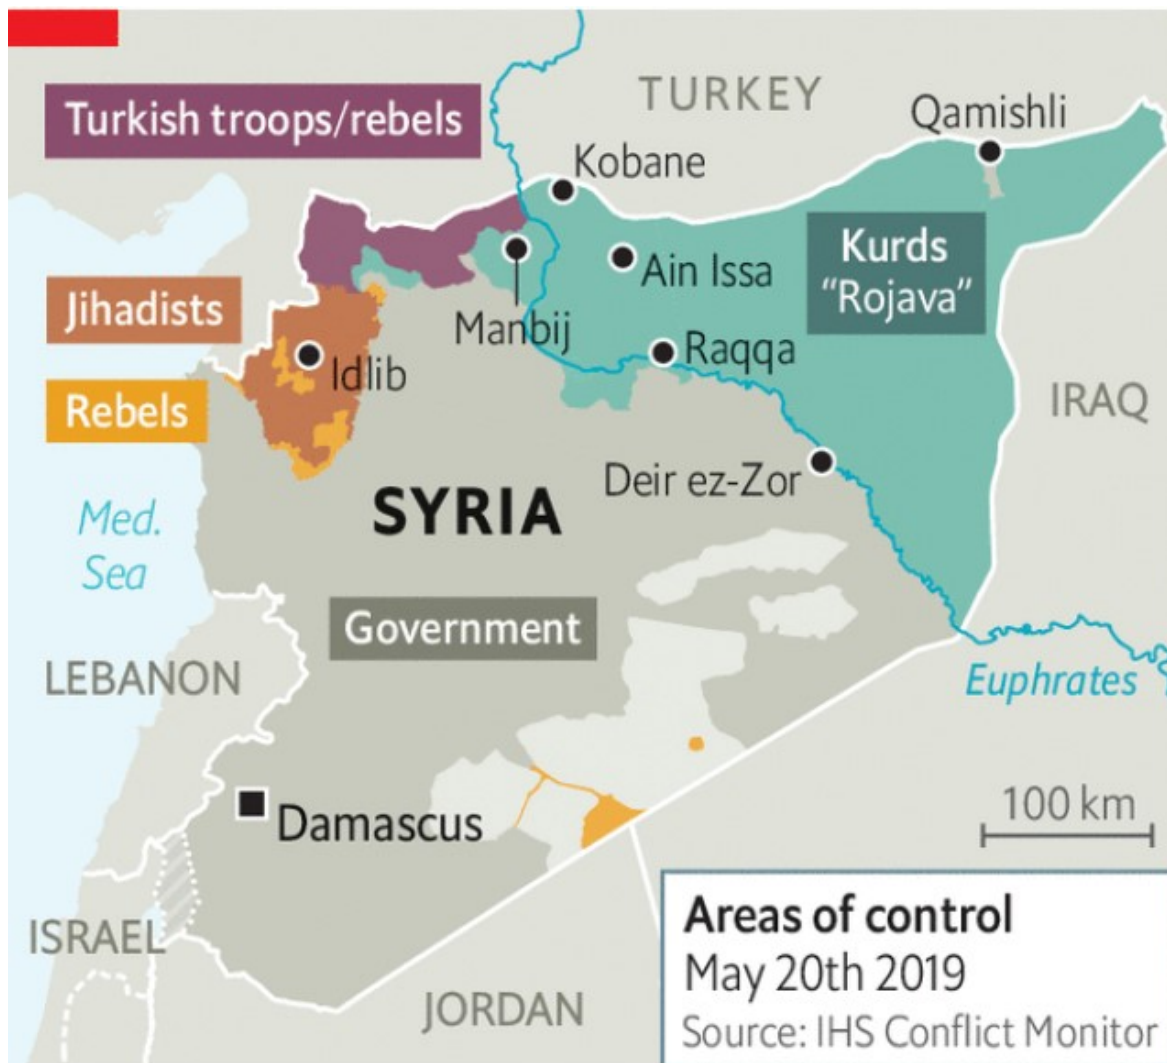 TURKEY
Turkish troops/rebels
Qamishli
Kobane
Kurds
“Rojava”
Ain Issa
Jihadists
Manbij
Raqqa
Idlib
Rebels
IRAQ
Deir ez-Zor
SYRIA
Med.
Sea
Government
LEBANON
Euphrates
Damascus
100 km
ISRAEL
JORDAN
Areas of control
May 20th 2019
Source: IHS Conflict Monitor